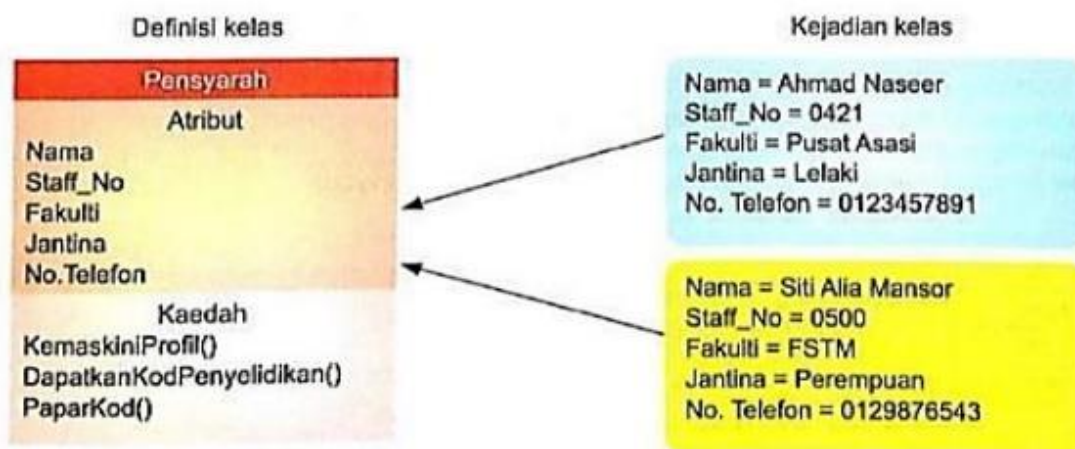 Definisi kelas
Pensyarah
Atribut
Nama
Staff_No
Fakulti
Jantina
No.Telefon
Kaedah
KemaskiniProfil()
DapatkanKodPenyelidikan()
PaparKod()
Kejadian kelas
Nama = Ahmad Naseer
Staff_No = 0421
Fakulti = Pusat Asasi
Jantina = Lelaki
No. Telefon = 0123457891
Nama = Siti Alia Mansor
Staff_No = 0500
Fakulti = FSTM
Jantina = Perempuan
No. Telefon = 0129876543